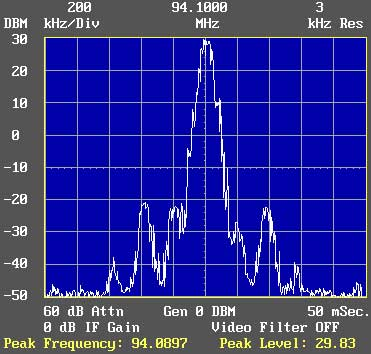 200 94.1000 3
DBM kHz/Div MHz kHz Res
30
20
10
0
-10
-20
-30
-40
-50
60 dB Attn Gen 0 DBM 50 mSec.
0 dB IF Gain Video Filter OFF
Peak Frequency: 94.0897 Peak Level: 29.83